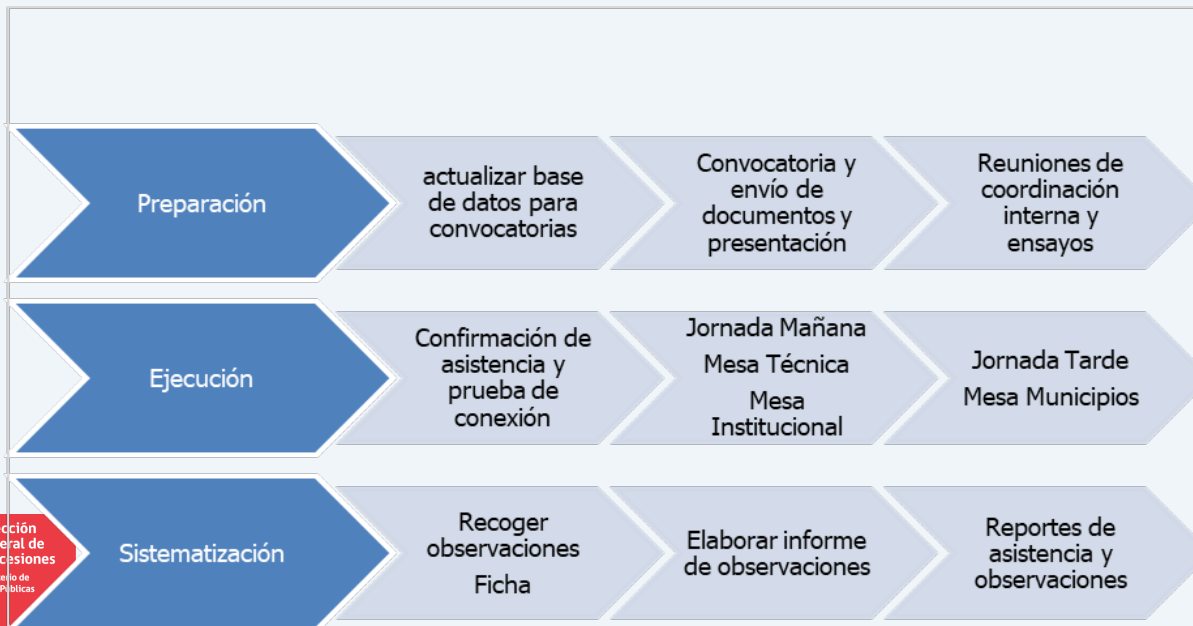 Preparación
actualizar base
de datos para
convocatorias
Convocatoria y
envío de
documentos y
presentación
Reuniones de
coordinación
interna y
ensayos
Ejecución
Confirmación de
asistencia y
prueba de
conexión
Jornada Mañana
Mesa Técnica
Mesa
Institucional
Jornada Tarde
Mesa Municipios
Sistematización
Recoger
observaciones
Ficha
Elaborar informe
de observaciones
Reportes de
asistencia y
observaciones
de
Públicas